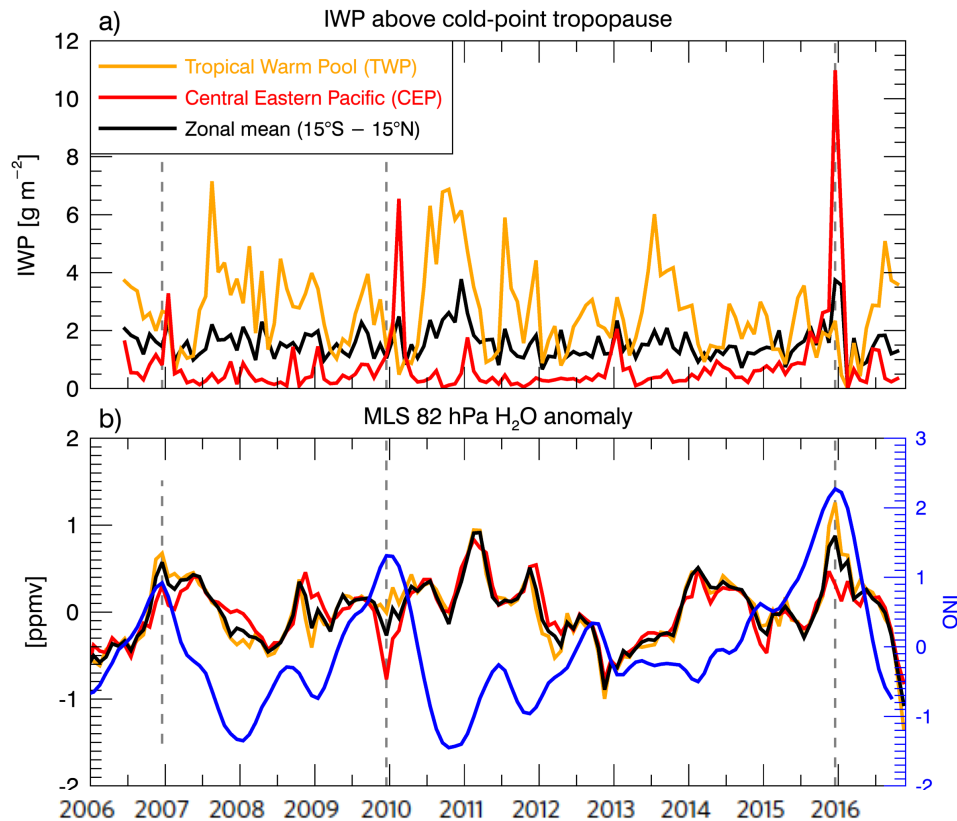 a)
IWP above cold-point tropopause
12
10
8
6
4
2
0
IWP [g m⁻²]
Tropical Warm Pool (TWP)
Central Eastern Pacific (CEP)
Zonal mean (15°S − 15°N)
b)
MLS 82 hPa H₂O anomaly
2
1
0
-1
-2
[ppmv]
3
2
1
0
-1
-2
ONI
2006 2007 2008 2009 2010 2011 2012 2013 2014 2015 2016